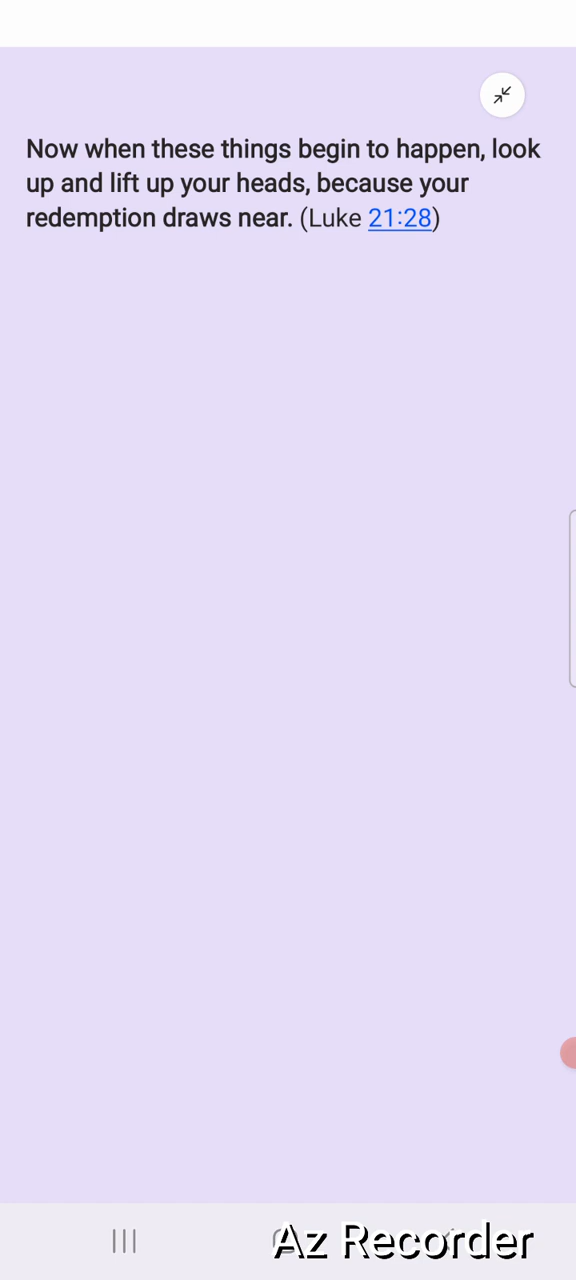 Now when these things begin to happen, look
up and lift up your heads, because your
redemption draws near. (Luke 21:28)
Az Recorder